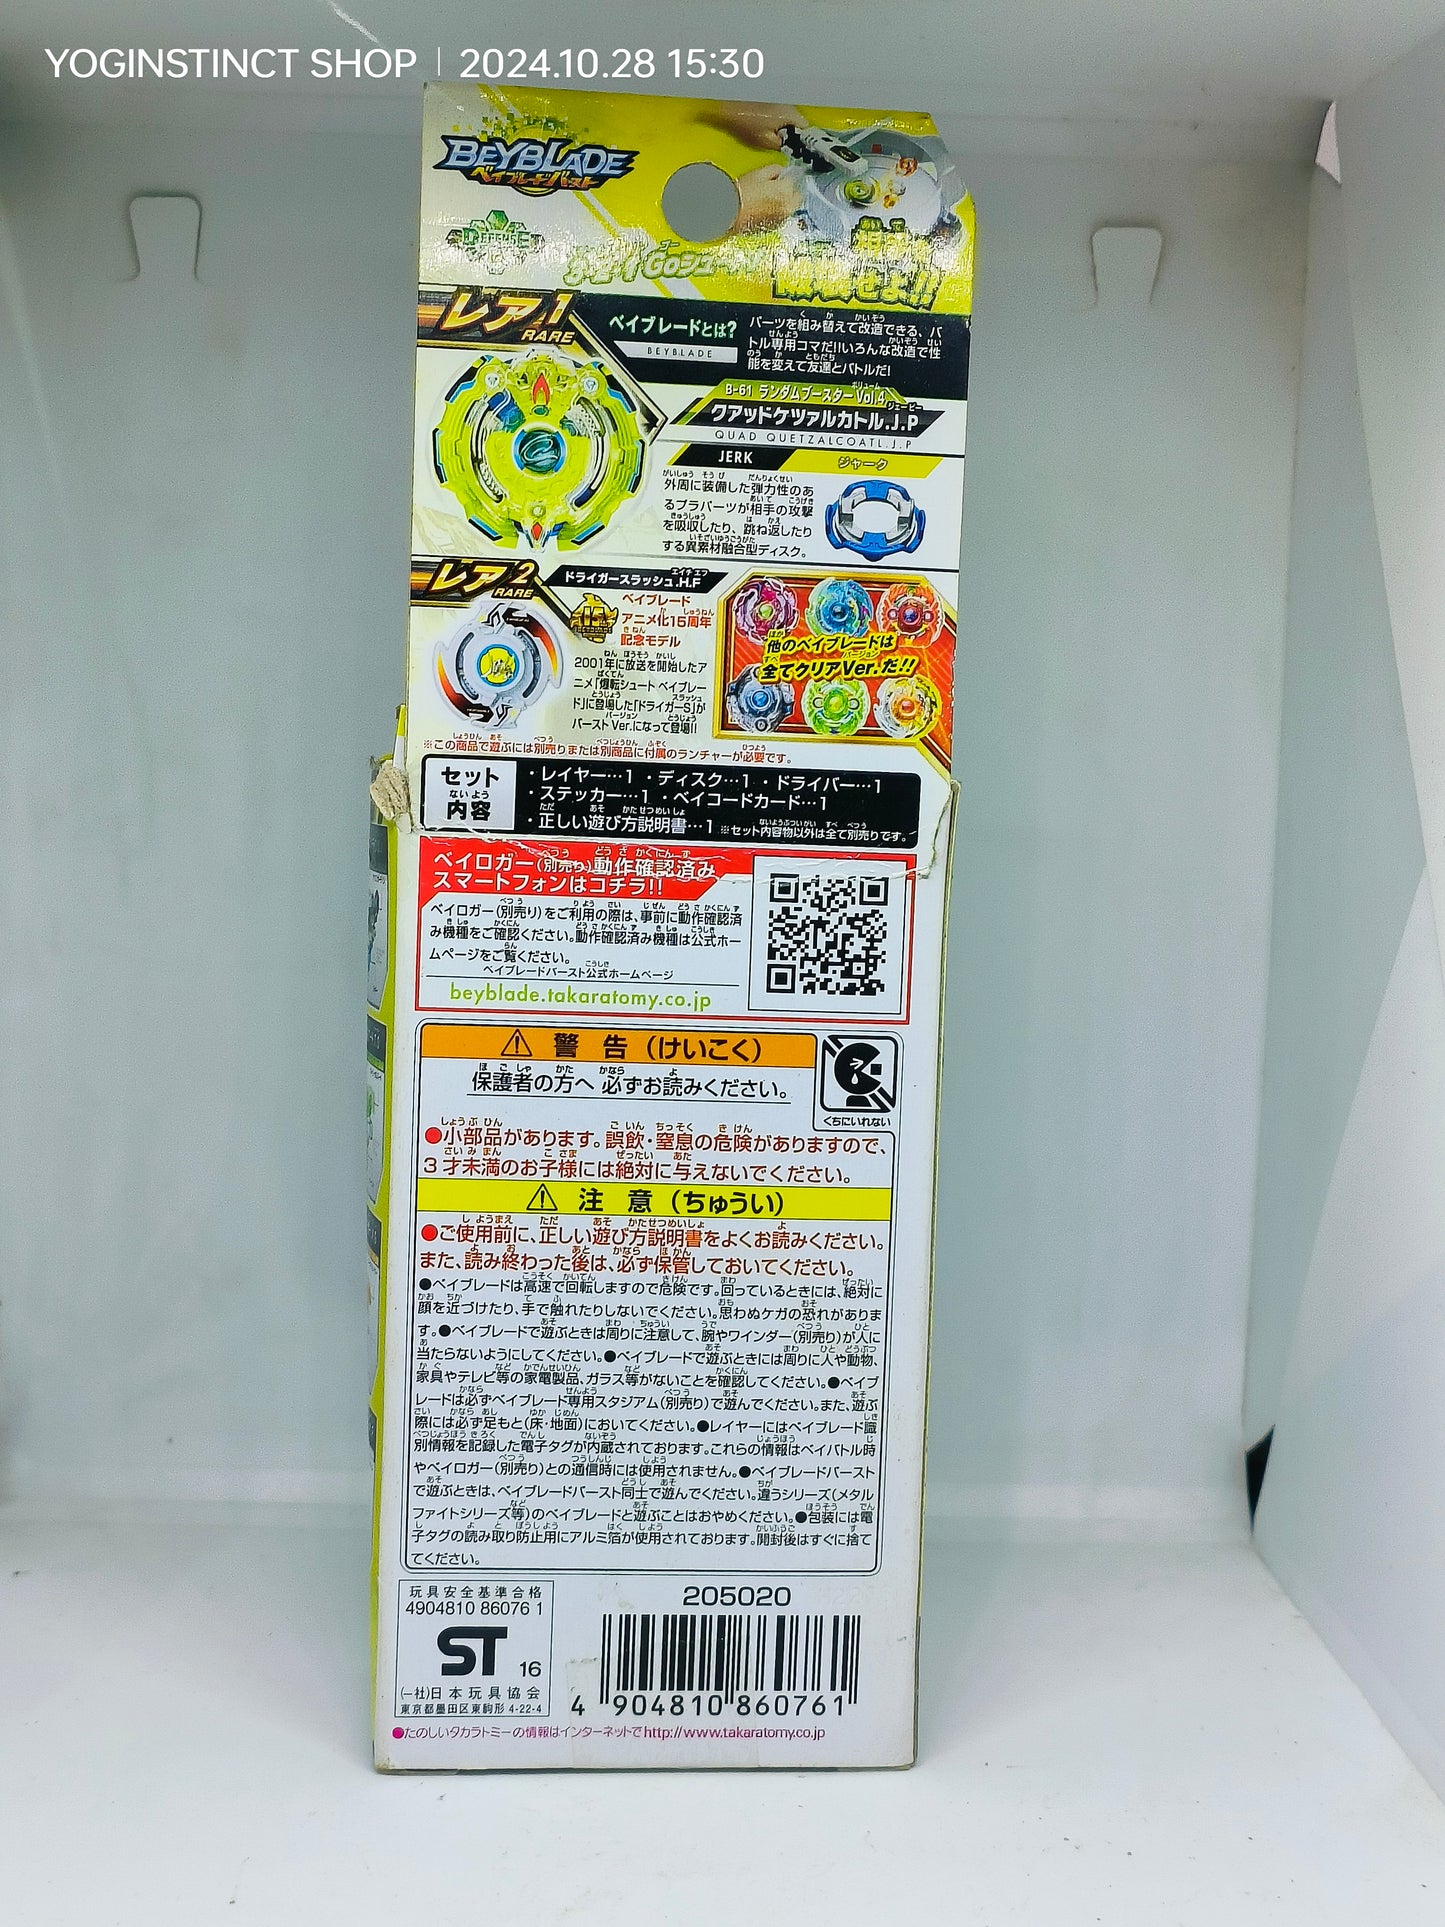 YOGINSTINCT SHOP | 2024.10.28 15:30
BEYBLADE
ベイブレードバースト
DEFENSE
レア1
RARE
ベイブレードとは?
BEYBLADE
パーツを組み替えて改造できる、バ
トル専用コマだ!!いろんな改造で性
能を変えて友達とバトルだ!
B-61 ランダムブースター Vol.4
クアッドケツァルカトル.J.P
QUAD QUETZALCOATL.J.P
JERK ジャーク
外周に装備した弾力性のあ
るプラパーツが相手の攻撃
を吸収したり、跳ね返したり
する異素材融合型ディスク。
レア2
RARE
ドライガースラッシュ.H.F
ベイブレード
アニメ化15周年
記念モデル
2001年に放送を開始したア
ニメ「爆転シュート ベイブレー
ド」に登場した「ドライガーS」が
バーストVer.になって登場!!
他のベイブレードは
全てクリアVer.だ!!
※この商品で遊ぶには別売りまたは別商品に付属のランチャーが必要です。
セット
内容
・レイヤー…1 ・ディスク…1 ・ドライバー…1
・ステッカー…1 ・ベイコードカード…1
・正しい遊び方説明書…1 ※セット内容物以外は全て別売りです。
ベイロガー(別売り)動作確認済み
スマートフォンはコチラ!!
ベイロガー(別売り)をご利用の際は、事前に動作確認済
み機種をご確認ください。動作確認済み機種は公式ホー
ムページをご覧ください。
ベイブレードバースト公式ホームページ
beyblade.takaratomy.co.jp
警 告 (けいこく)
保護者の方へ 必ずお読みください。
くちにいれない
●小部品があります。誤飲・窒息の危険がありますので、
3才未満のお子様には絶対に与えないでください。
注 意 (ちゅうい)
●ご使用前に、正しい遊び方説明書をよくお読みください。
また、読み終わった後は、必ず保管しておいてください。
●ベイブレードは高速で回転しますので危険です。回っているときには、絶対に
顔を近づけたり、手で触れたりしないでください。思わぬケガの恐れがありま
す。●ベイブレードで遊ぶときは周りに注意して、腕やワインダー(別売り)が人に
当たらないようにしてください。●ベイブレードで遊ぶときには周りに人や動物、
家具やテレビ等の家電製品、ガラス等がないことを確認してください。●ベイブ
レードは必ずベイブレード専用スタジアム(別売り)で遊んでください。また、遊ぶ
際には必ず足もと(床・地面)においてください。●レイヤーにはベイブレード識
別情報を記録した電子タグが内蔵されております。これらの情報はベイバトル時
やベイロガー(別売り)との通信時には使用されません。●ベイブレードバースト
で遊ぶときは、ベイブレードバースト同士で遊んでください。違うシリーズ(メタル
ファイトシリーズ等)のベイブレードと遊ぶことはおやめください。●包装には電
子タグの読み取り防止用にアルミ箔が使用されております。開封後はすぐに捨て
てください。
玩具安全基準合格
4904810 86076 1
ST 16
(一社)日本玩具協会
東京都墨田区東駒形 4-22-4
205020
4 904810 860761
●たのしいタカラトミーの情報はインターネットで http://www.takaratomy.co.jp